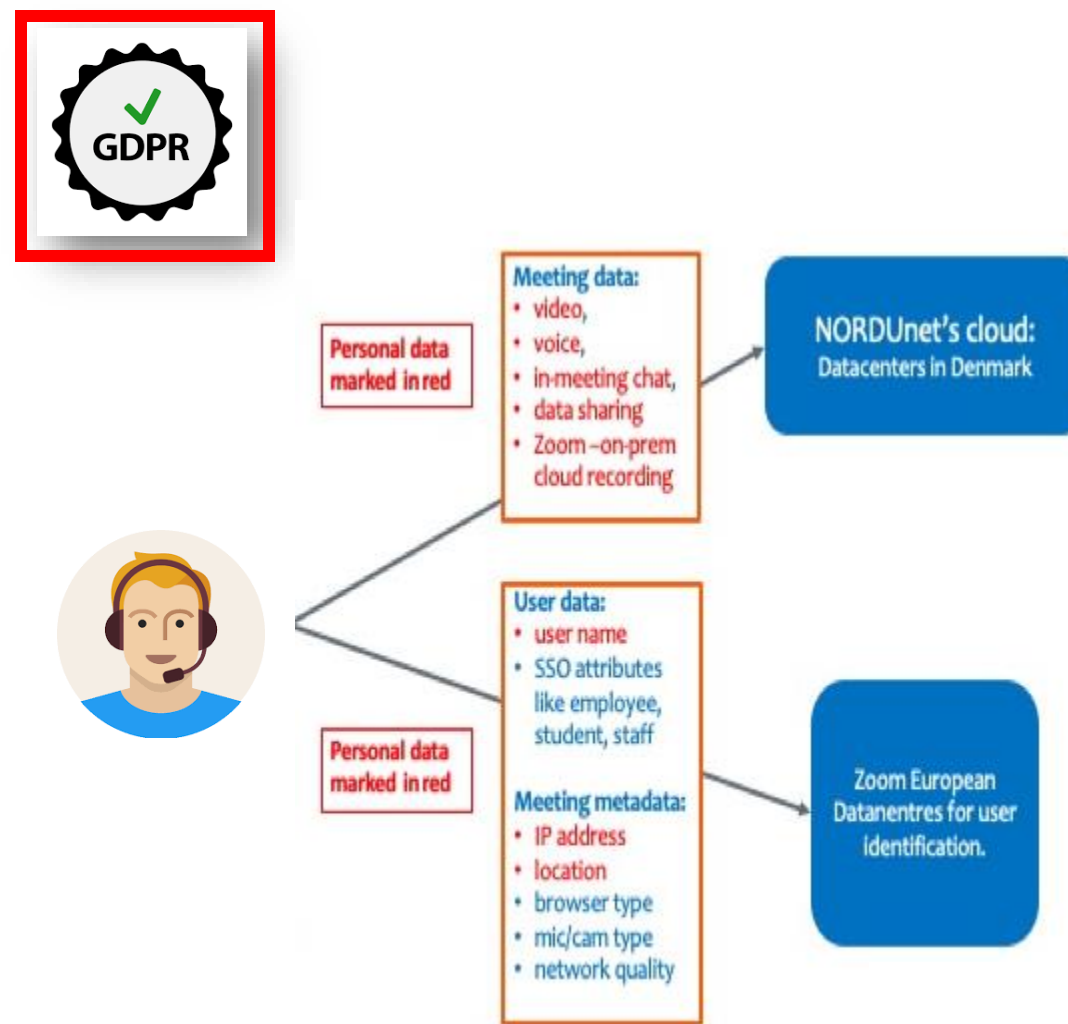 GDPR
Personal data
marked in red
Meeting data:
• video,
• voice,
• in-meeting chat,
• data sharing
• Zoom –on-prem
cloud recording
NORDUnet's cloud:
Datacenters in Denmark
Personal data
marked in red
User data:
• user name
• SSO attributes
like employee,
student, staff
Meeting metadata:
• IP address
• location
• browser type
• mic/cam type
• network quality
Zoom European
Datanentres for user
identification.